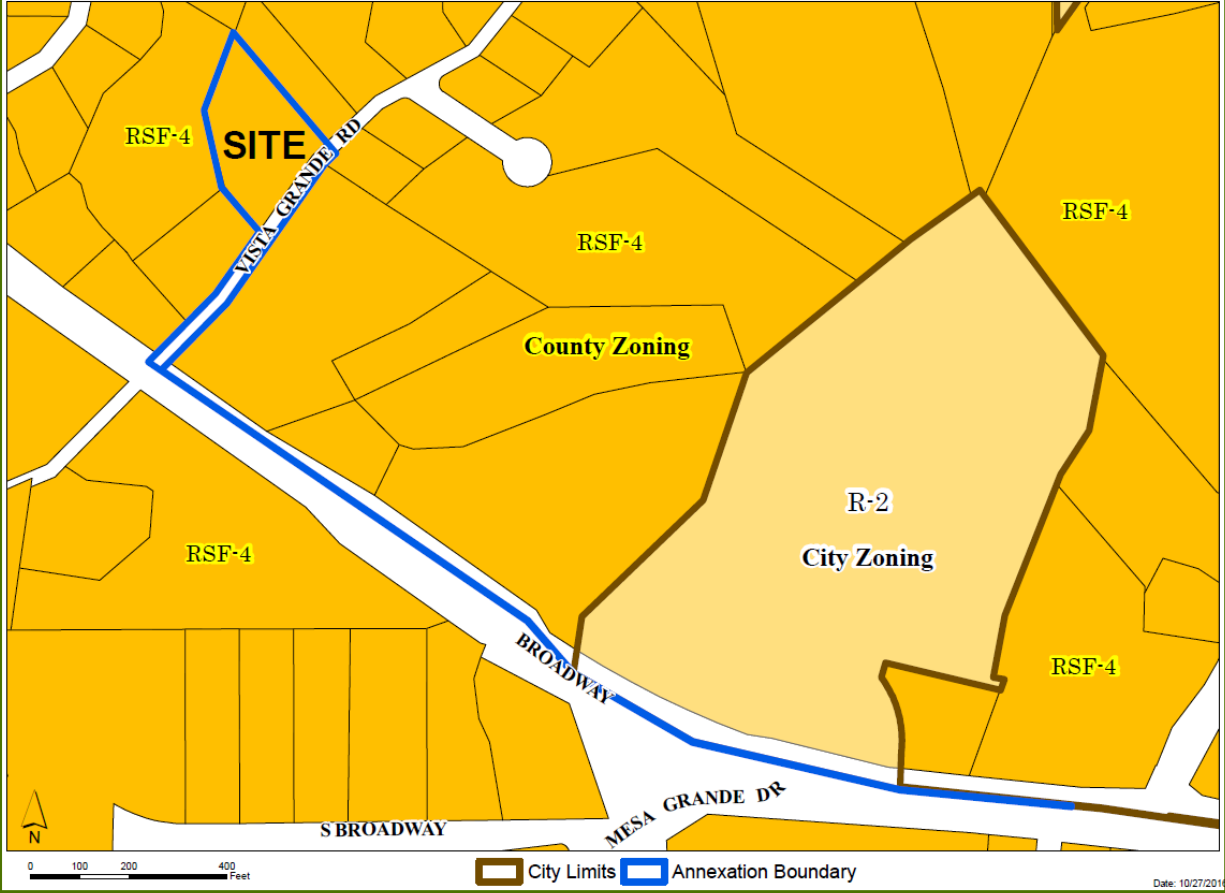 RSF-4
SITE
VISTA GRANDE RD
RSF-4
RSF-4
County Zoning
R-2
City Zoning
RSF-4
RSF-4
BROADWAY
MESA GRANDE DR
S BROADWAY
N
0 100 200 400
Feet
City Limits Annexation Boundary
Date: 10/27/2016